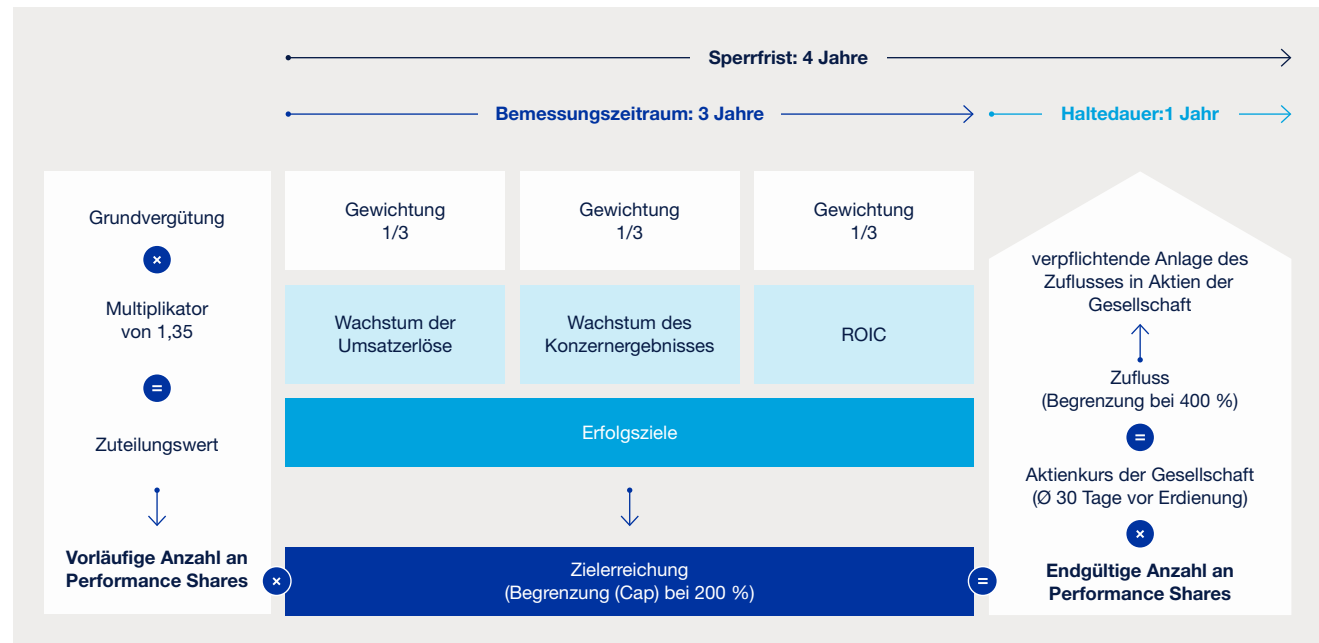 Sperrfrist: 4 Jahre
Bemessungszeitraum: 3 Jahre
Haltedauer:1 Jahr
Grundvergütung
×
Multiplikator
von 1,35
=
Zuteilungswert
Vorläufige Anzahl an
Performance Shares
×
Gewichtung
1/3
Gewichtung
1/3
Gewichtung
1/3
Wachstum der
Umsatzerlöse
Wachstum des
Konzernergebnisses
ROIC
Erfolgsziele
Zielerreichung
(Begrenzung (Cap) bei 200 %)
=
verpflichtende Anlage des
Zuflusses in Aktien der
Gesellschaft
Zufluss
(Begrenzung bei 400 %)
=
Aktienkurs der Gesellschaft
(Ø 30 Tage vor Erdienung)
×
Endgültige Anzahl an
Performance Shares